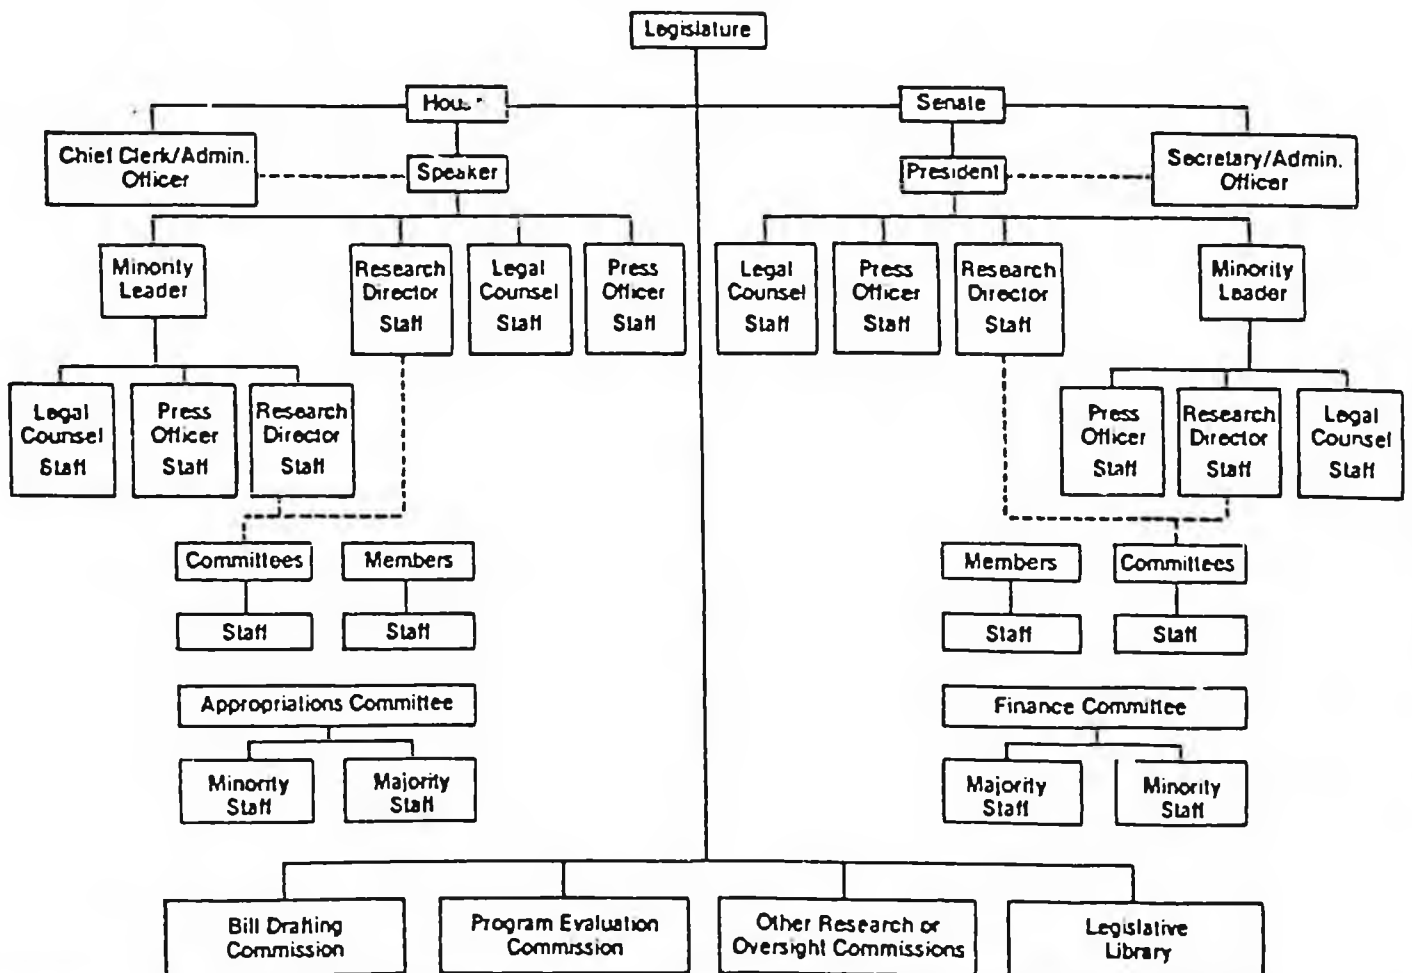 Legislature
House
Senate
Chief Clerk/Admin.
Officer
Speaker
President
Secretary/Admin.
Officer
Minority
Leader
Research
Director
Staff
Legal
Counsel
Staff
Press
Officer
Staff
Legal
Counsel
Staff
Press
Officer
Staff
Research
Director
Staff
Minority
Leader
Legal
Counsel
Staff
Press
Officer
Staff
Research
Director
Staff
Press
Officer
Staff
Research
Director
Staff
Legal
Counsel
Staff
Committees
Members
Members
Committees
Staff
Staff
Staff
Staff
Appropriations Committee
Finance Committee
Minority
Staff
Majority
Staff
Majority
Staff
Minority
Staff
Bill Drafting
Commission
Program Evaluation
Commission
Other Research or
Oversight Commissions
Legislative
Library